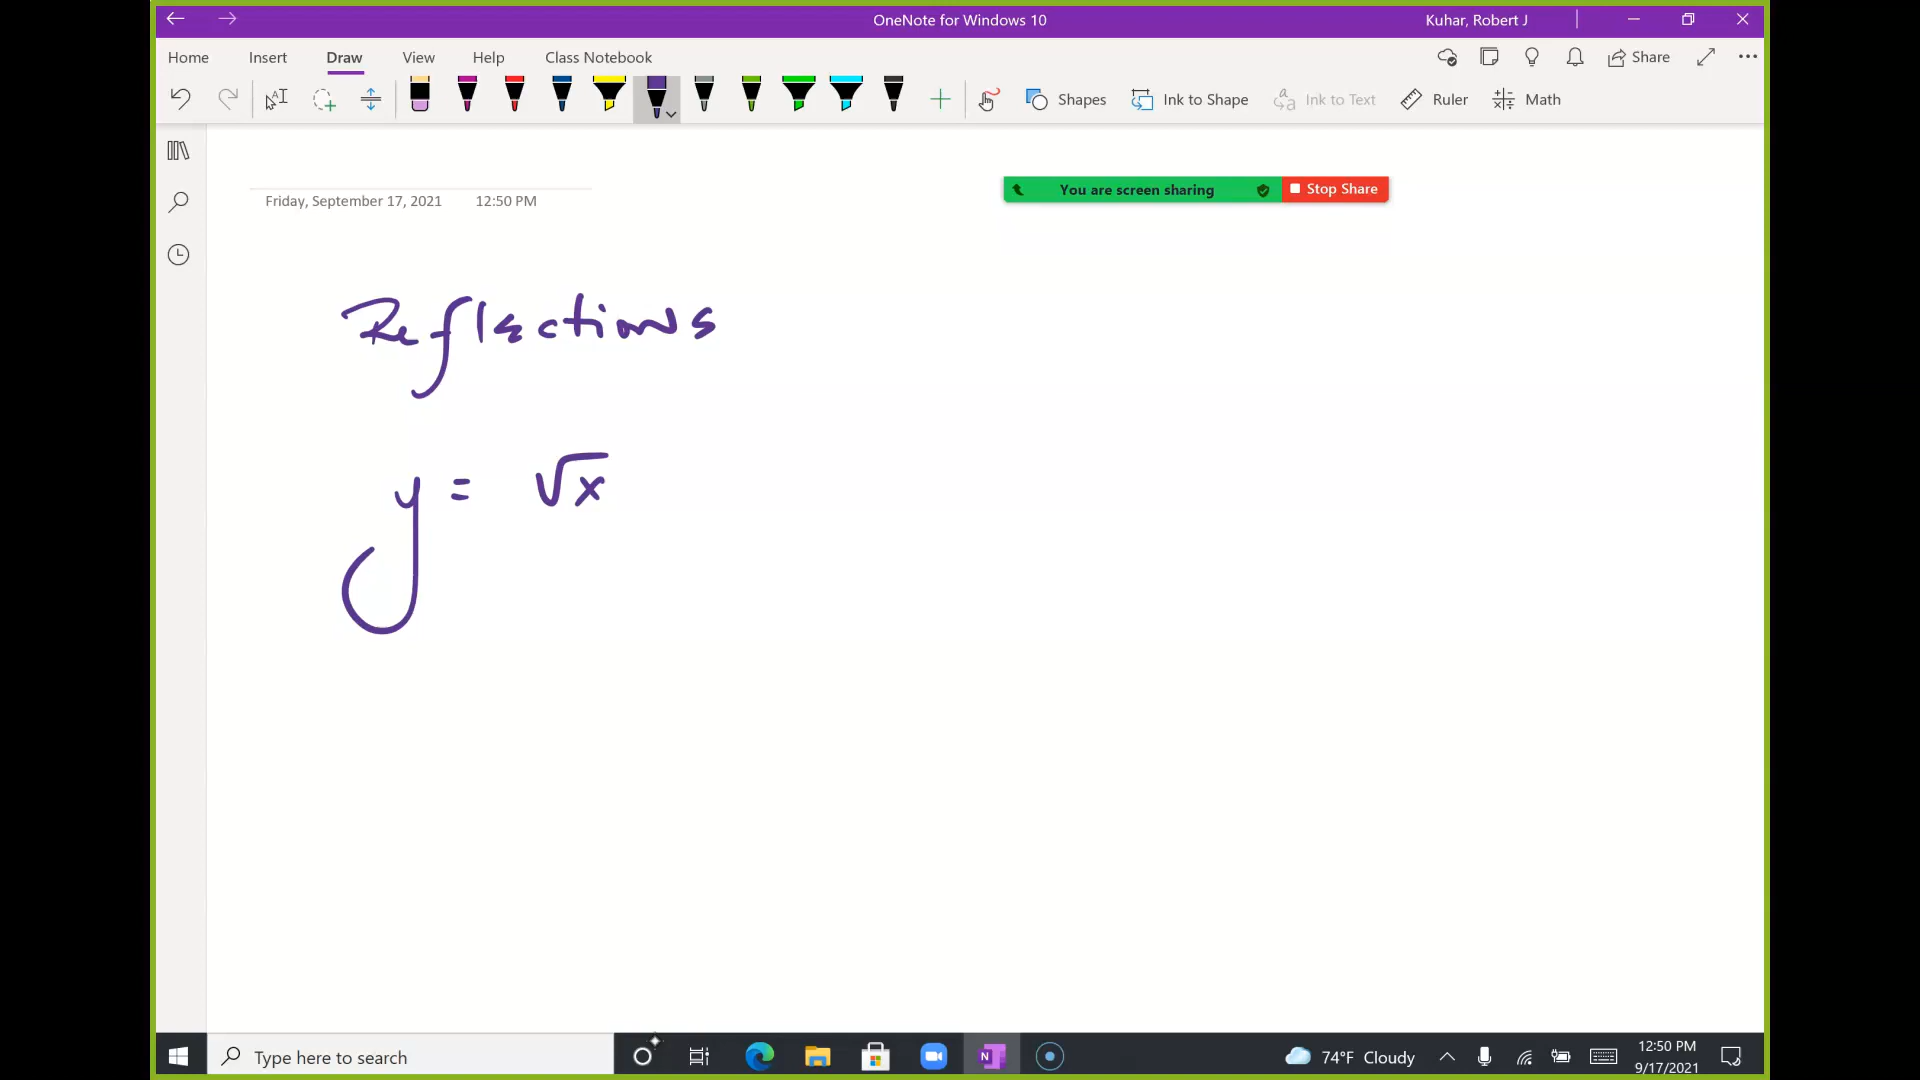 OneNote for Windows 10 Kuhar, Robert J
Home Insert Draw View Help Class Notebook Share
Shapes Ink to Shape Ink to Text Ruler Math
You are screen sharing Stop Share
Friday, September 17, 2021 12:50 PM
Reflections
y = √x
Type here to search 74°F Cloudy 12:50 PM
9/17/2021